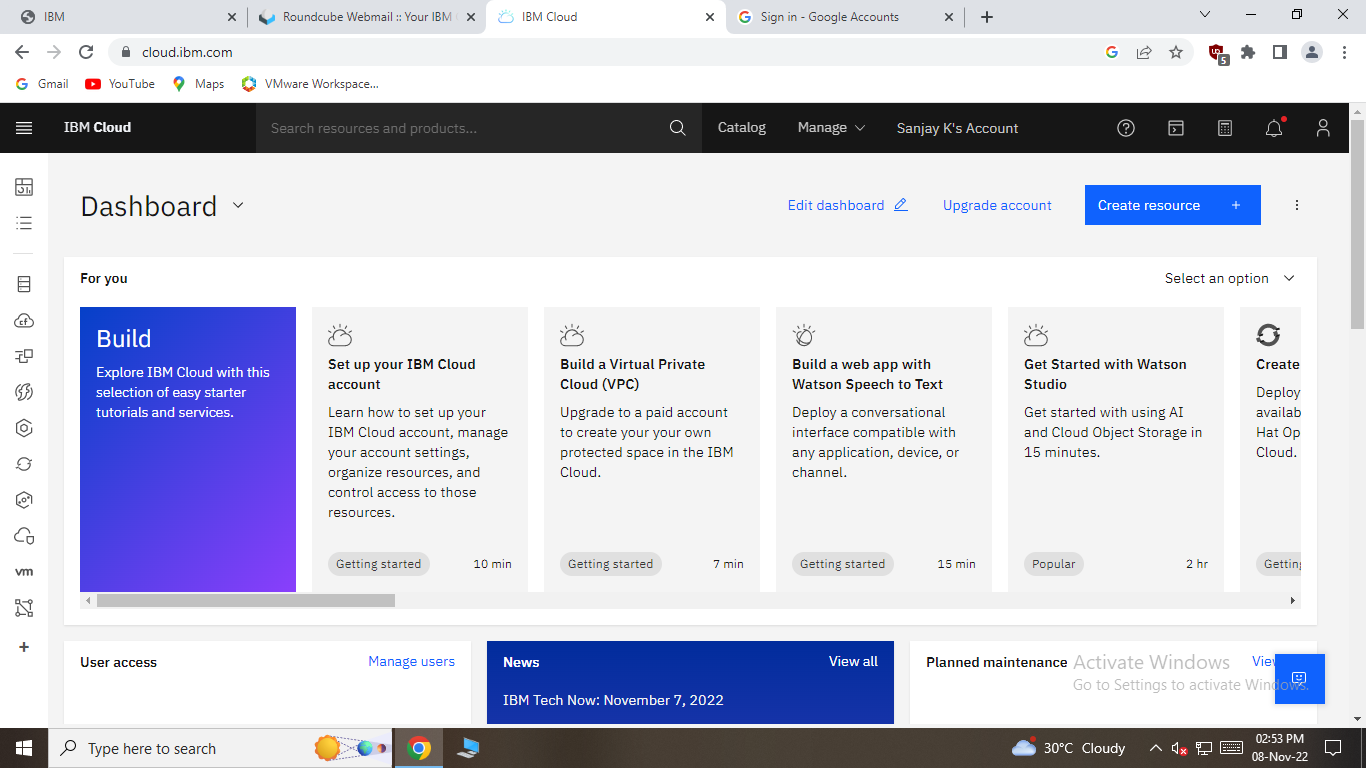 IBM
Roundcube Webmail :: Your IBM
IBM Cloud
Sign in - Google Accounts
cloud.ibm.com
5
Gmail
YouTube
Maps
VMware Workspace...
IBM Cloud
Search resources and products...
Catalog
Manage
Sanjay K's Account
Dashboard
Edit dashboard
Upgrade account
Create resource +
For you
Select an option
Build
Explore IBM Cloud with this
selection of easy starter
tutorials and services.
Set up your IBM Cloud
account
Learn how to set up your
IBM Cloud account, manage
your account settings,
organize resources, and
control access to those
resources.
Getting started
10 min
Build a Virtual Private
Cloud (VPC)
Upgrade to a paid account
to create your your own
protected space in the IBM
Cloud.
Getting started
7 min
Build a web app with
Watson Speech to Text
Deploy a conversational
interface compatible with
any application, device, or
channel.
Getting started
15 min
Get Started with Watson
Studio
Get started with using AI
and Cloud Object Storage in
15 minutes.
Popular
2 hr
Create
Deploy
availab
Hat Op
Cloud.
Getting
cf
vm
User access
Manage users
News
View all
IBM Tech Now: November 7, 2022
Planned maintenance
View
Activate Windows
Go to Settings to activate Windows.
Type here to search
30°C Cloudy
02:53 PM
08-Nov-22